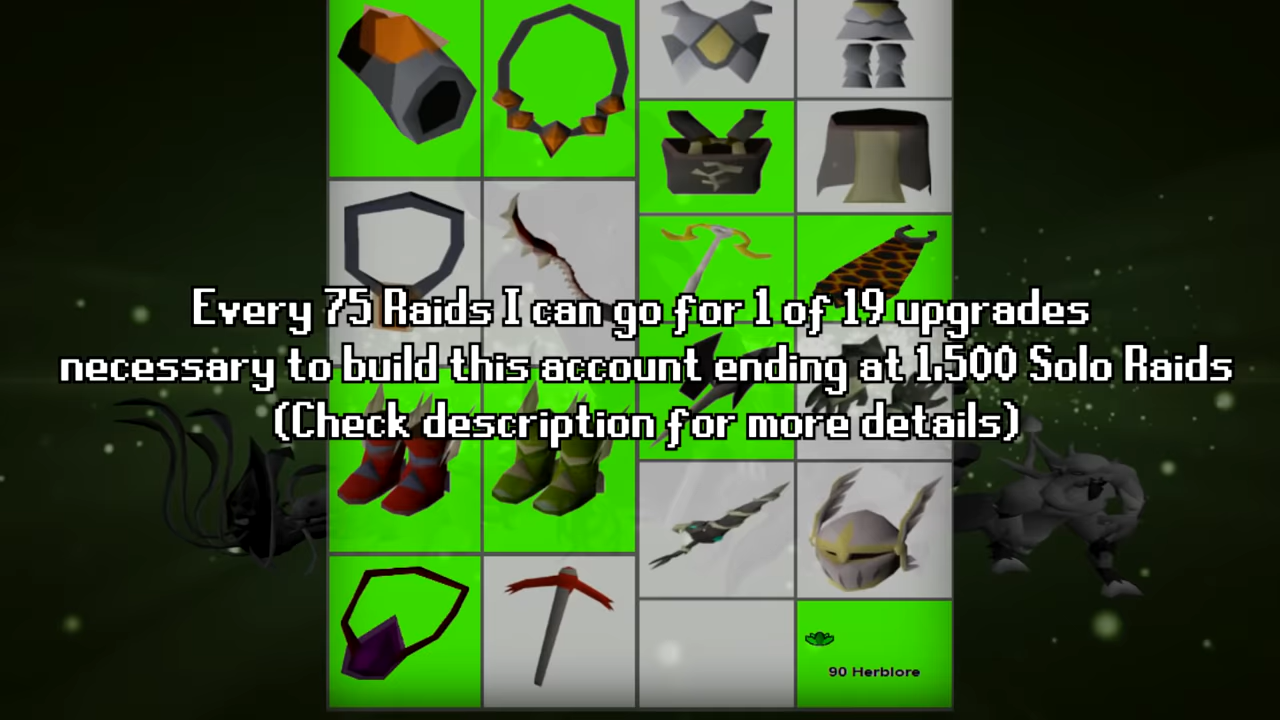 Every 75 Raids I can go for 1 of 19 upgrades
necessary to build this account ending at 1,500 Solo Raids
(Check description for more details)
90 Herblore